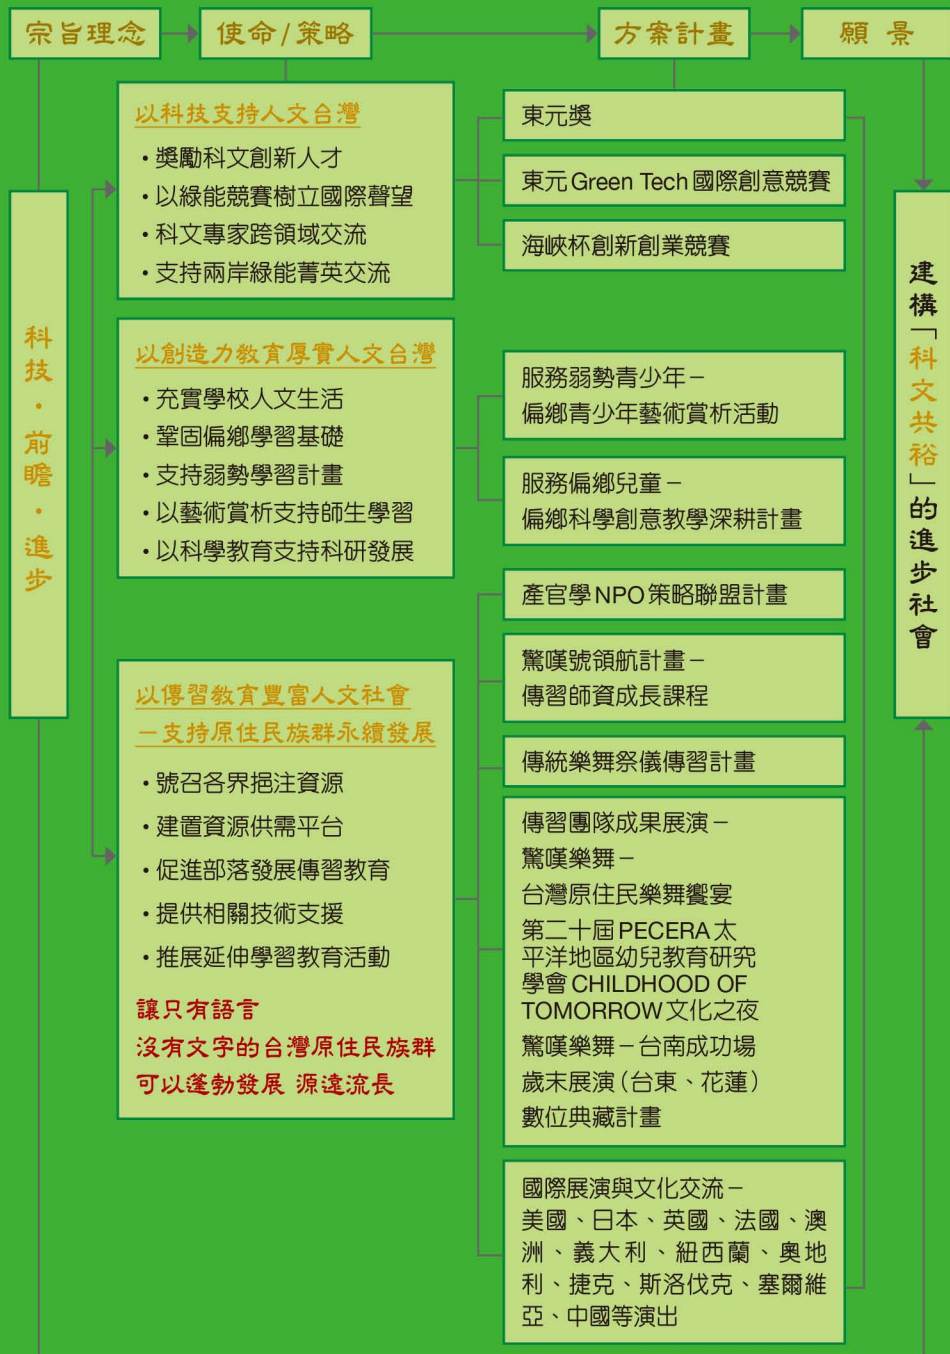 宗旨理念
使命/策略
方案計畫
願景
科技・前瞻・進步
以科技支持人文台灣
・獎勵科文創新人才
・以綠能競賽樹立國際聲望
・科文專家跨領域交流
・支持兩岸綠能菁英交流
以創造力教育厚實人文台灣
・充實學校人文生活
・鞏固偏鄉學習基礎
・支持弱勢學習計畫
・以藝術賞析支持師生學習
・以科學教育支持科研發展
以傳習教育豐富人文社會
－支持原住民族群永續發展
・號召各界挹注資源
・建置資源供需平台
・促進部落發展傳習教育
・提供相關技術支援
・推展延伸學習教育活動
讓只有語言
沒有文字的台灣原住民族群
可以蓬勃發展 源遠流長
東元獎
東元Green Tech國際創意競賽
海峽杯創新創業競賽
服務弱勢青少年－
偏鄉青少年藝術賞析活動
服務偏鄉兒童－
偏鄉科學創意教學深耕計畫
產官學NPO策略聯盟計畫
驚嘆號領航計畫－
傳習師資成長課程
傳統樂舞祭儀傳習計畫
傳習團隊成果展演－
驚嘆樂舞－
台灣原住民樂舞饗宴
第二十屆PECERA太
平洋地區幼兒教育研究
學會CHILDHOOD OF
TOMORROW文化之夜
驚嘆樂舞－台南成功場
歲末展演（台東、花蓮）
數位典藏計畫
國際展演與文化交流－
美國、日本、英國、法國、澳
洲、義大利、紐西蘭、奧地
利、捷克、斯洛伐克、塞爾維
亞、中國等演出
建構「科文共裕」的進步社會